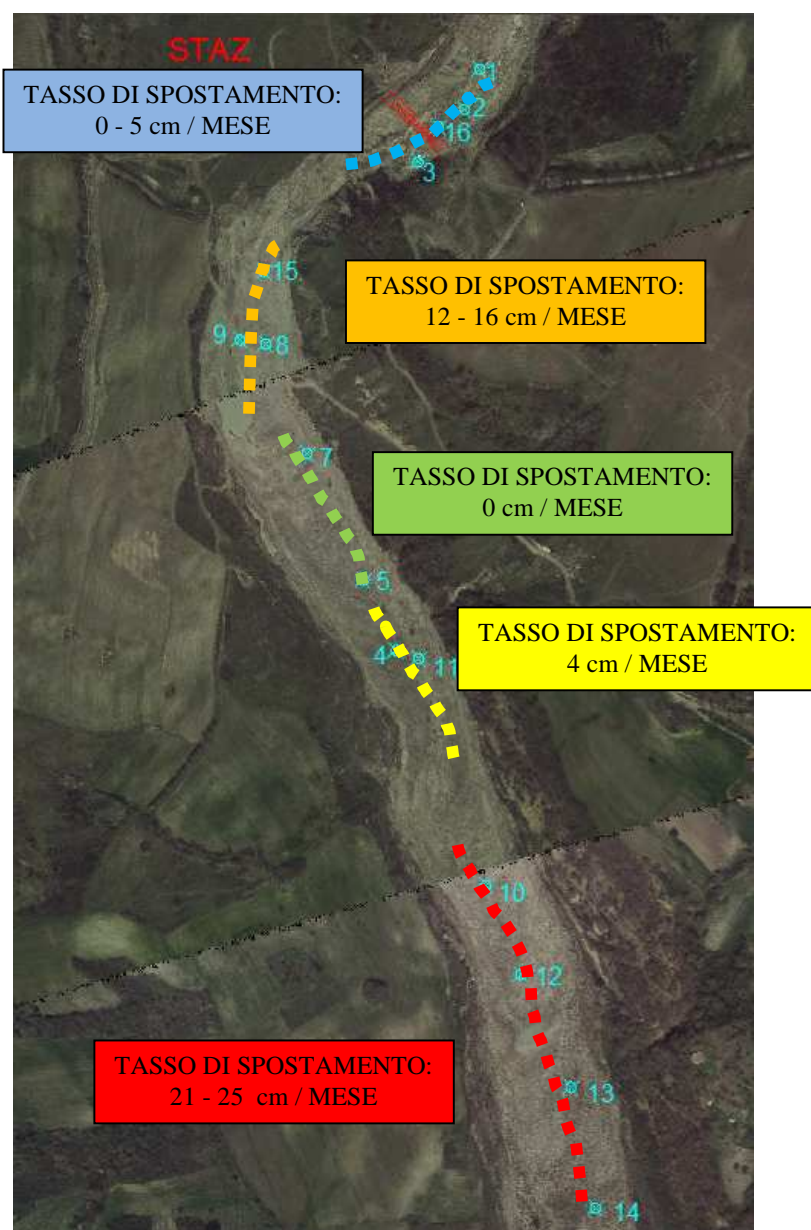 STAZ
1
TASSO DI SPOSTAMENTO:
0 - 5 cm / MESE
2
16
3
15
TASSO DI SPOSTAMENTO:
12 - 16 cm / MESE
9
8
7
TASSO DI SPOSTAMENTO:
0 cm / MESE
5
TASSO DI SPOSTAMENTO:
4 cm / MESE
4
11
10
12
TASSO DI SPOSTAMENTO:
21 - 25 cm / MESE
13
14